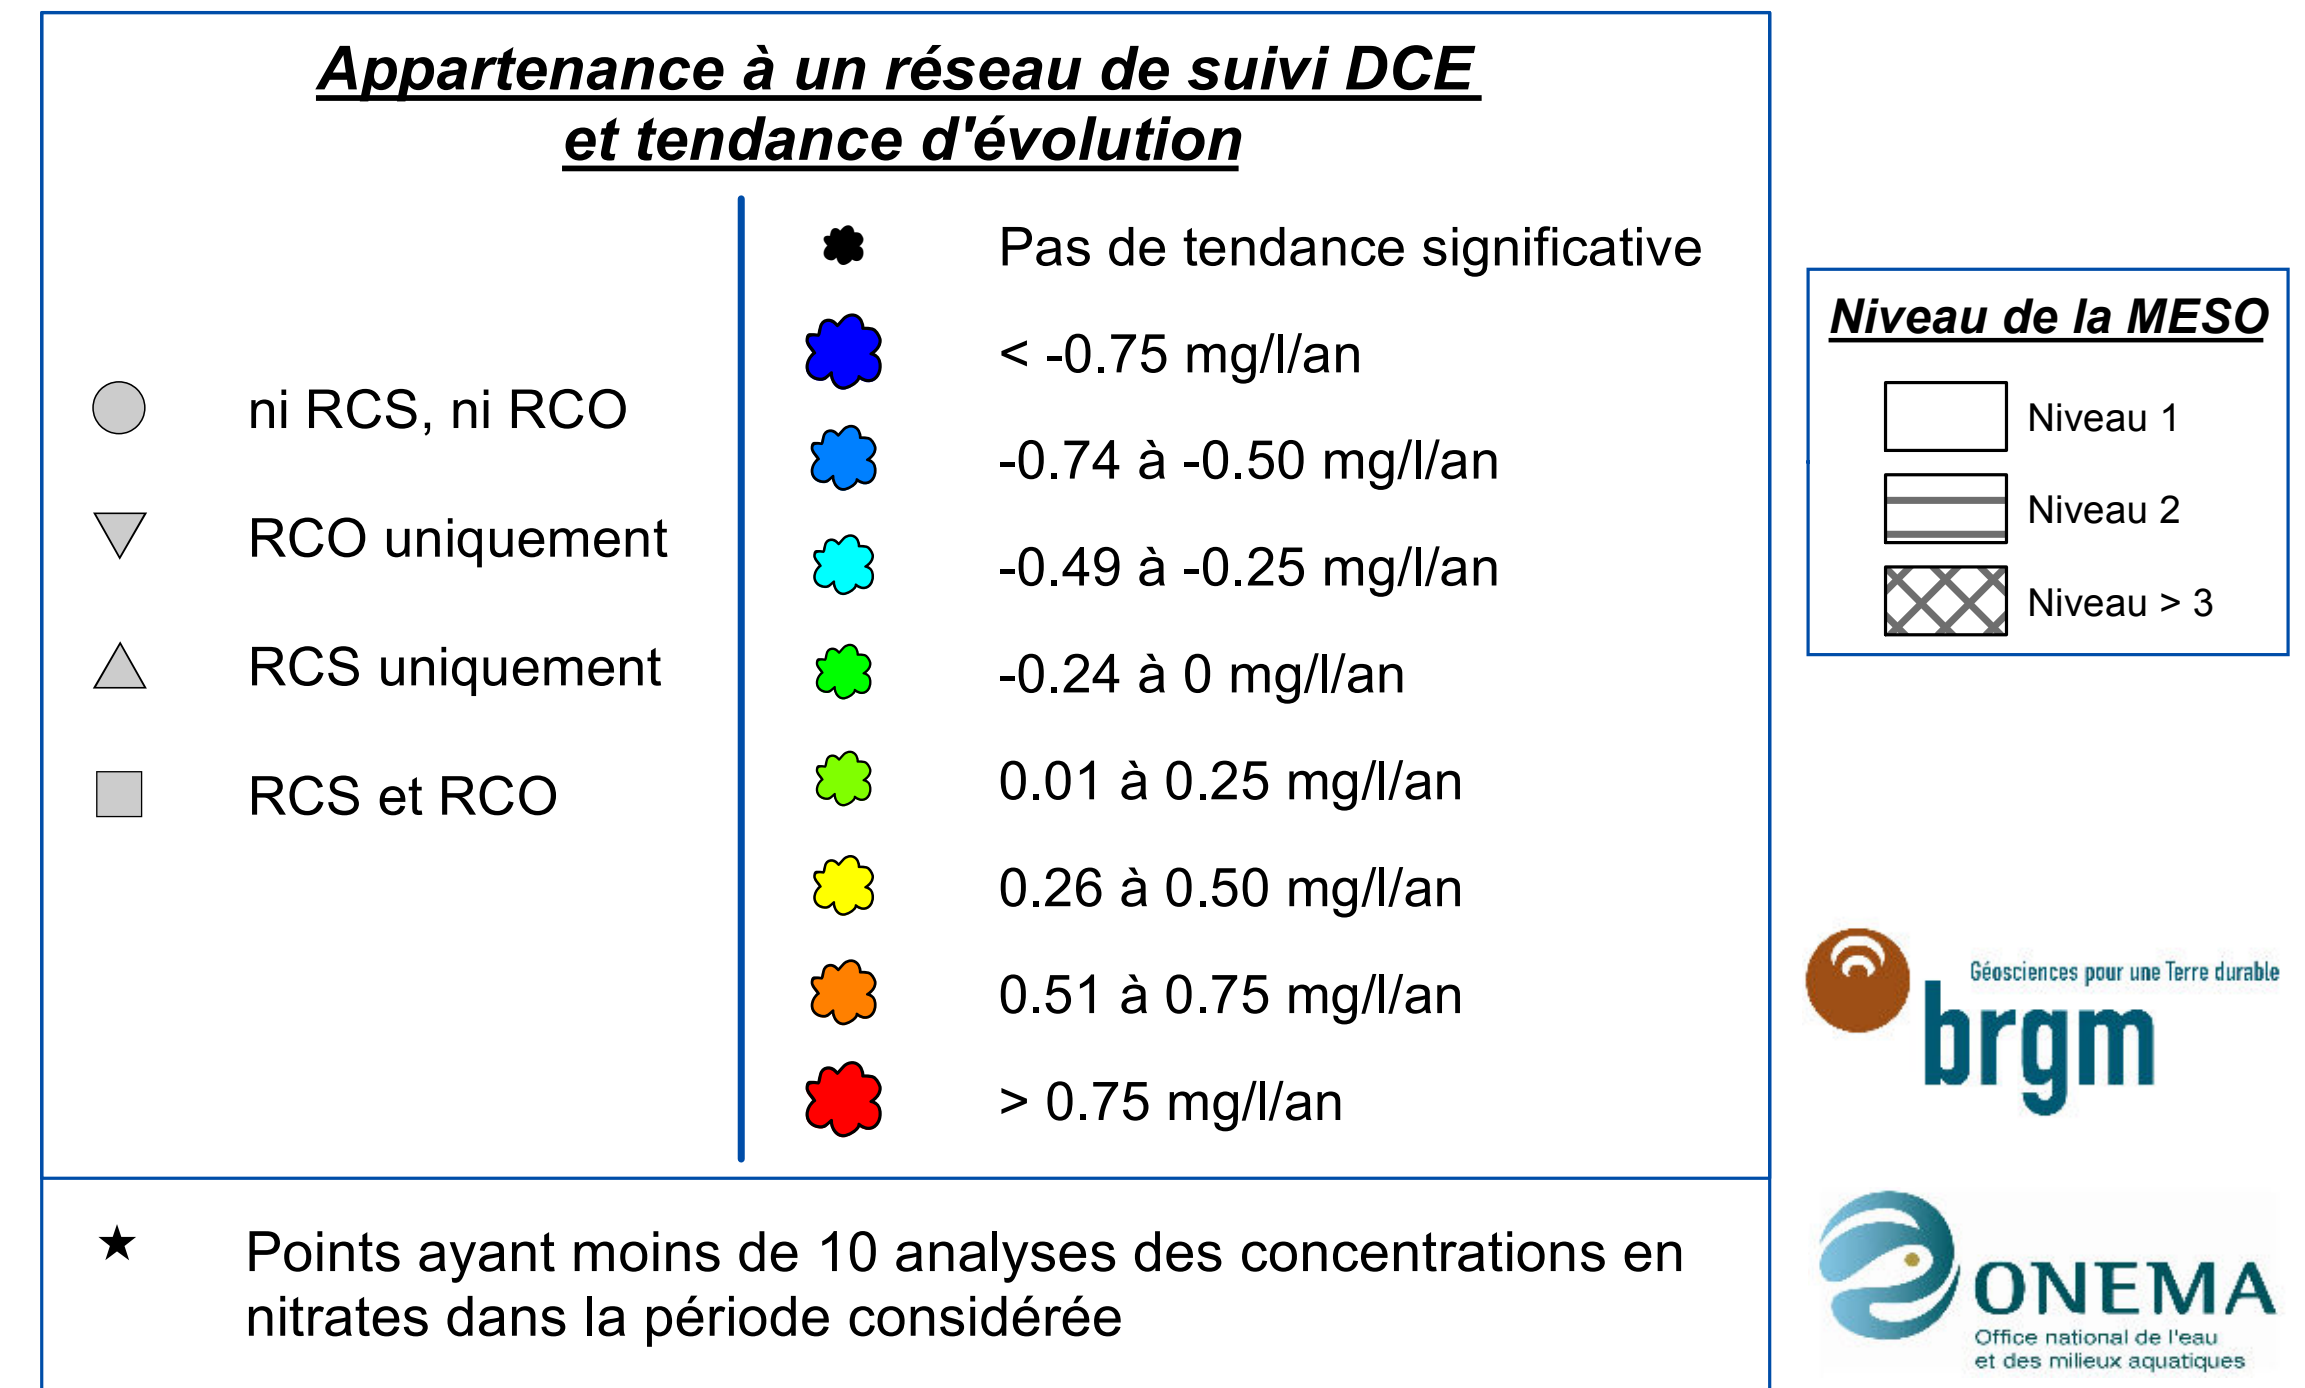 Appartenance à un réseau de suivi DCE
et tendance d'évolution
ni RCS, ni RCO
RCO uniquement
RCS uniquement
RCS et RCO
Pas de tendance significative
< -0.75 mg/l/an
-0.74 à -0.50 mg/l/an
-0.49 à -0.25 mg/l/an
-0.24 à 0 mg/l/an
0.01 à 0.25 mg/l/an
0.26 à 0.50 mg/l/an
0.51 à 0.75 mg/l/an
> 0.75 mg/l/an
Points ayant moins de 10 analyses des concentrations en
nitrates dans la période considérée
Niveau de la MESO
Niveau 1
Niveau 2
Niveau > 3
Géosciences pour une Terre durable
brgm
ONEMA
Office national de l'eau
et des milieux aquatiques